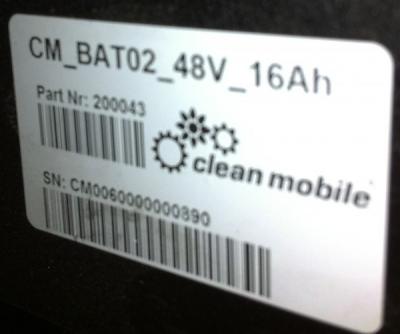 CM_BAT02_48V_16Ah
Part Nr: 200043
clean mobile
SN: CM0060000000890